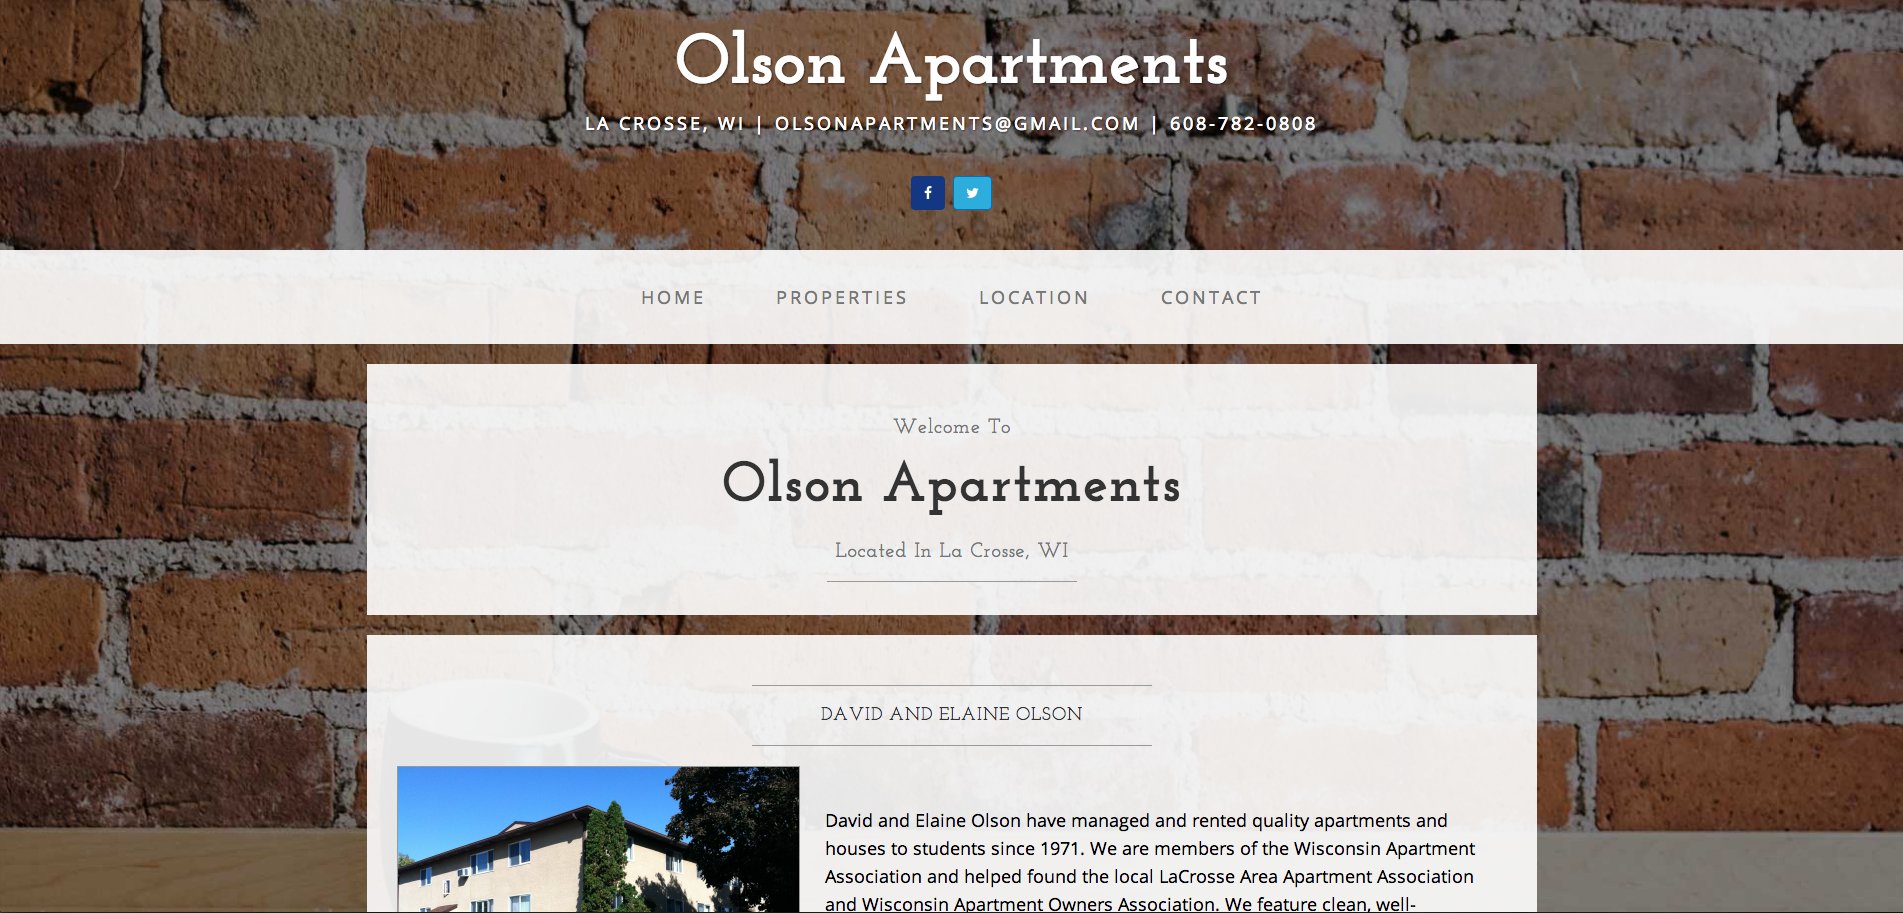 Olson Apartments
LA CROSSE, WI | OLSONAPARTMENTS@GMAIL.COM | 608-782-0808
HOME PROPERTIES LOCATION CONTACT
Welcome To
Olson Apartments
Located In La Crosse, WI
DAVID AND ELAINE OLSON
David and Elaine Olson have managed and rented quality apartments and
houses to students since 1971. We are members of the Wisconsin Apartment
Association and helped found the local LaCrosse Area Apartment Association
and Wisconsin Apartment Owners Association. We feature clean, well-